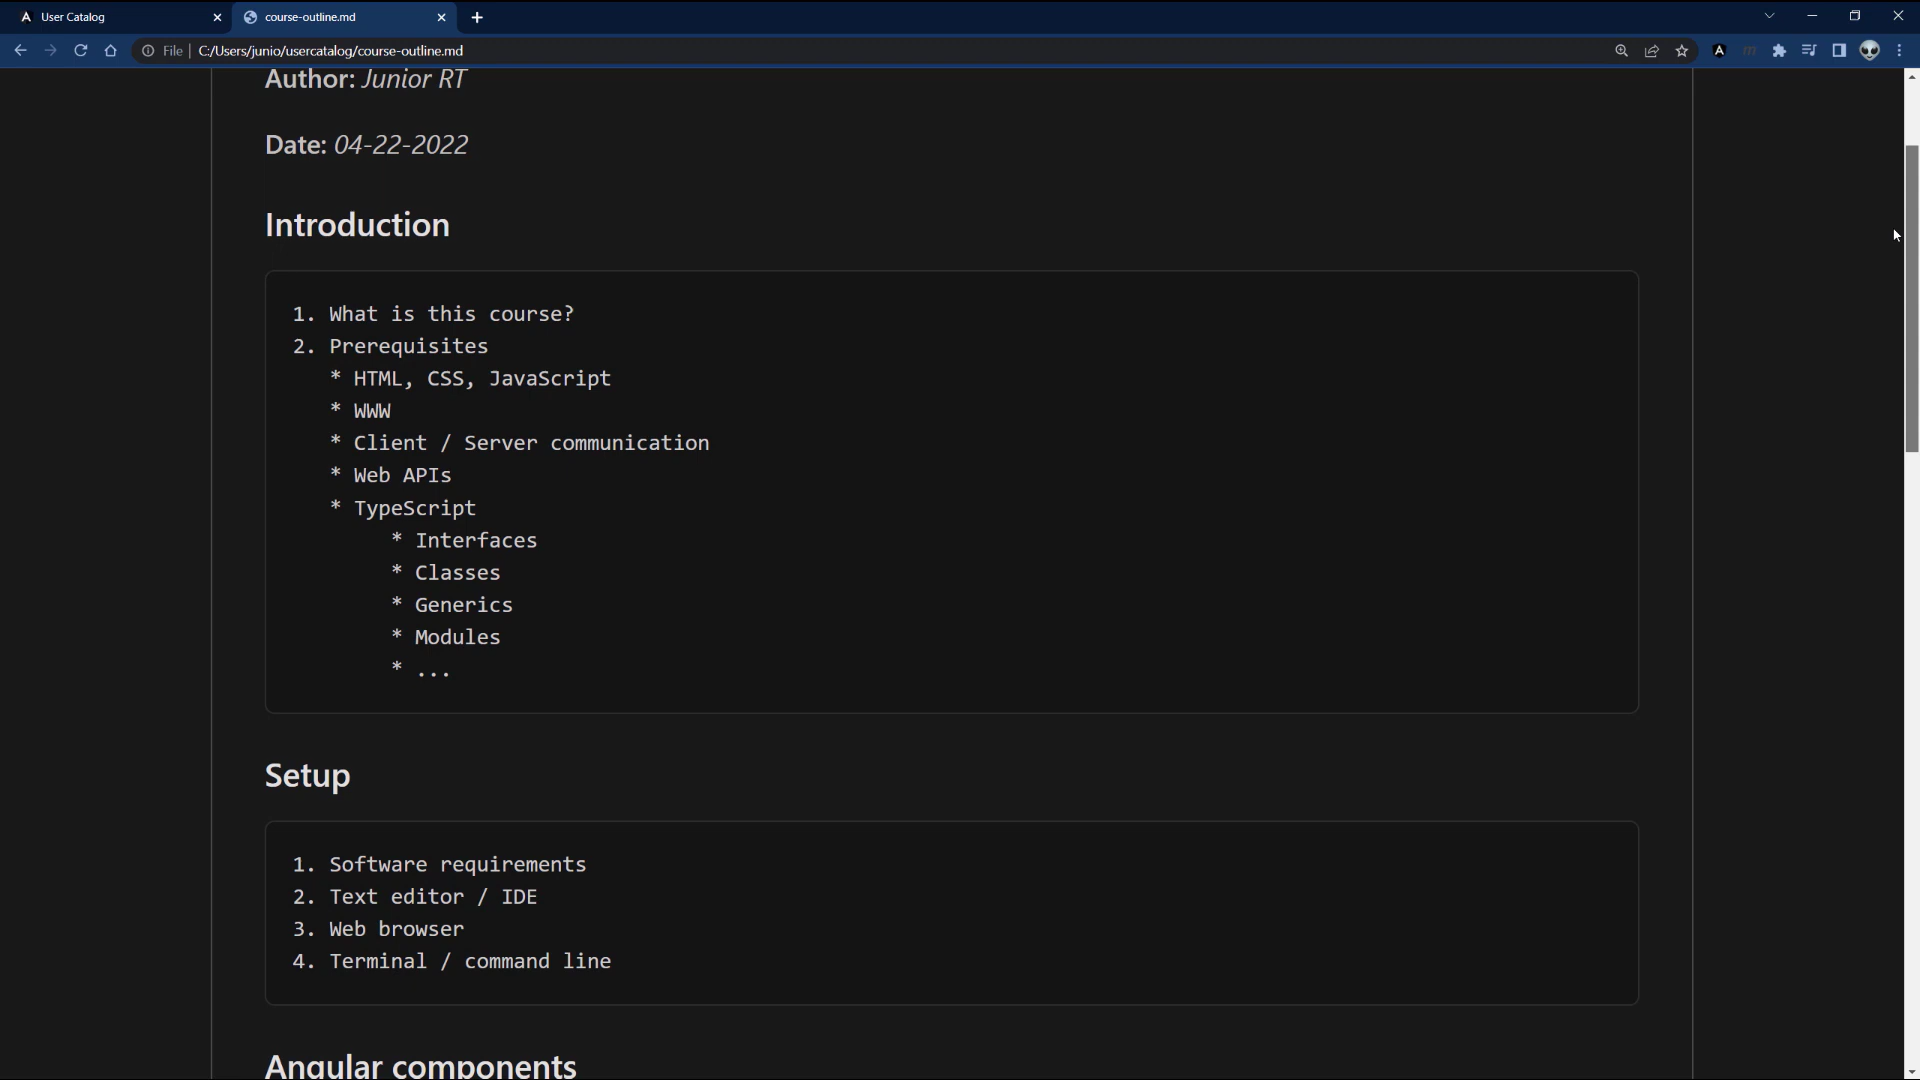 User Catalog
course-outline.md
File
C:/Users/junio/usercatalog/course-outline.md
Author: Junior RT
Date: 04-22-2022
Introduction
1. What is this course?
2. Prerequisites
* HTML, CSS, JavaScript
* WWW
* Client / Server communication
* Web APIs
* TypeScript
* Interfaces
* Classes
* Generics
* Modules
* ...
Setup
1. Software requirements
2. Text editor / IDE
3. Web browser
4. Terminal / command line
Angular components